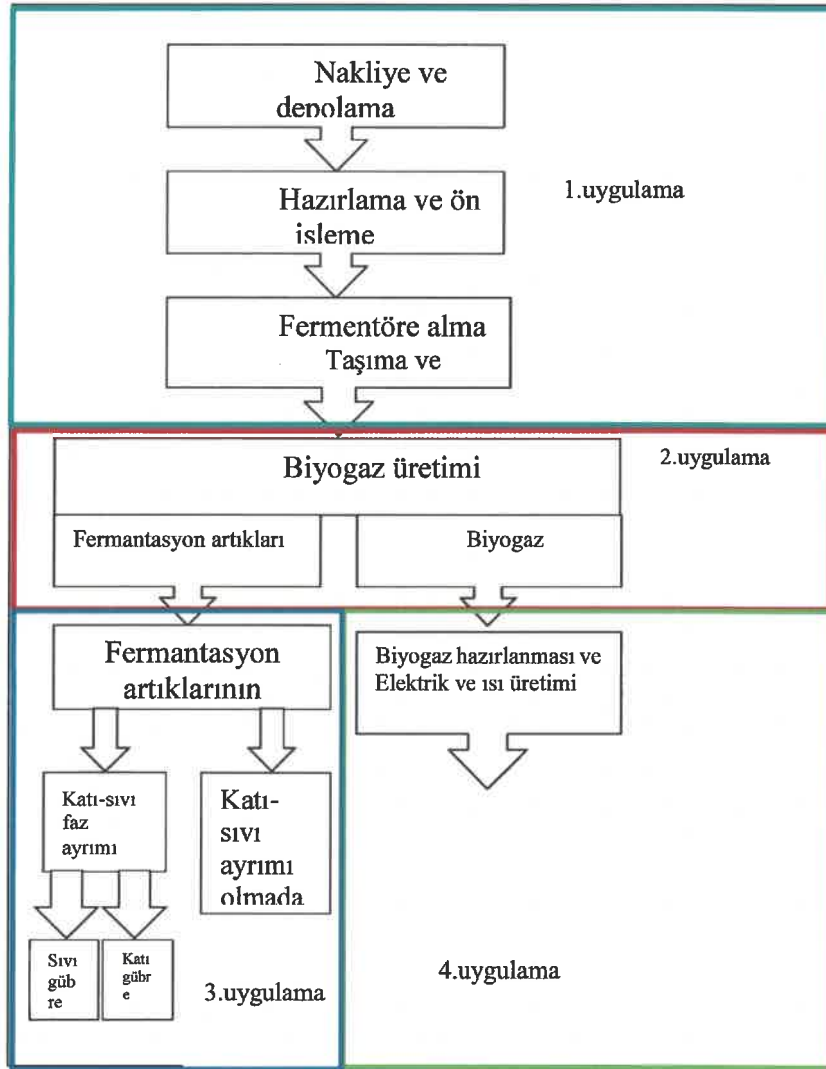 Nakliye ve
depolama
Hazırlama ve ön
işleme
1.uygulama
Fermentöre alma
Taşıma ve
Biyogaz üretimi
2.uygulama
Fermantasyon artıkları
Biyogaz
Fermantasyon
artıklarının
Biyogaz hazırlanması ve
Elektrik ve ısı üretimi
Katı-sıvı
faz
ayrımı
Katı-
sıvı
ayrımı
olmada
Sıvı
güb
re
Katı
gübr
e
3.uygulama
4.uygulama